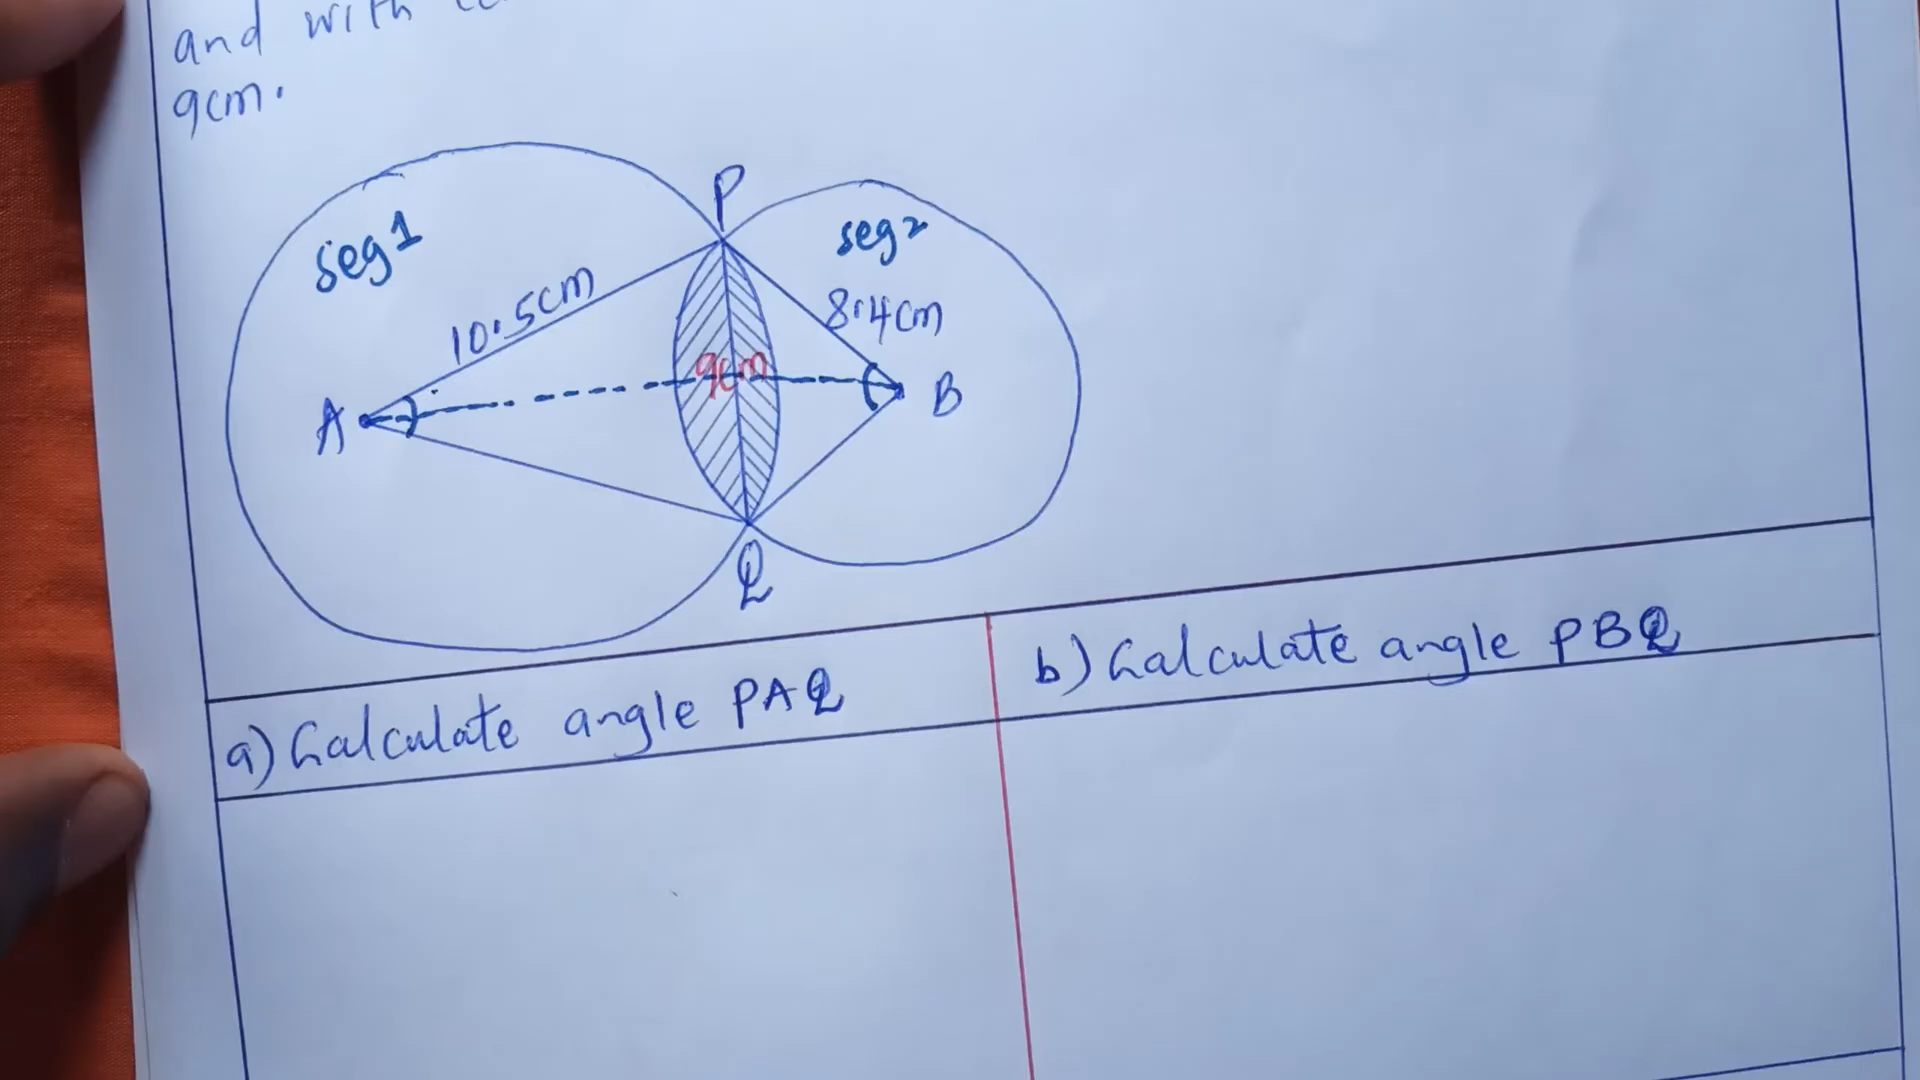 and with
9cm.
P
seg1
seg2
10.5cm
8.4cm
9cm
A
B
Q
a) Calculate angle PAQ
b) Calculate angle PBQ